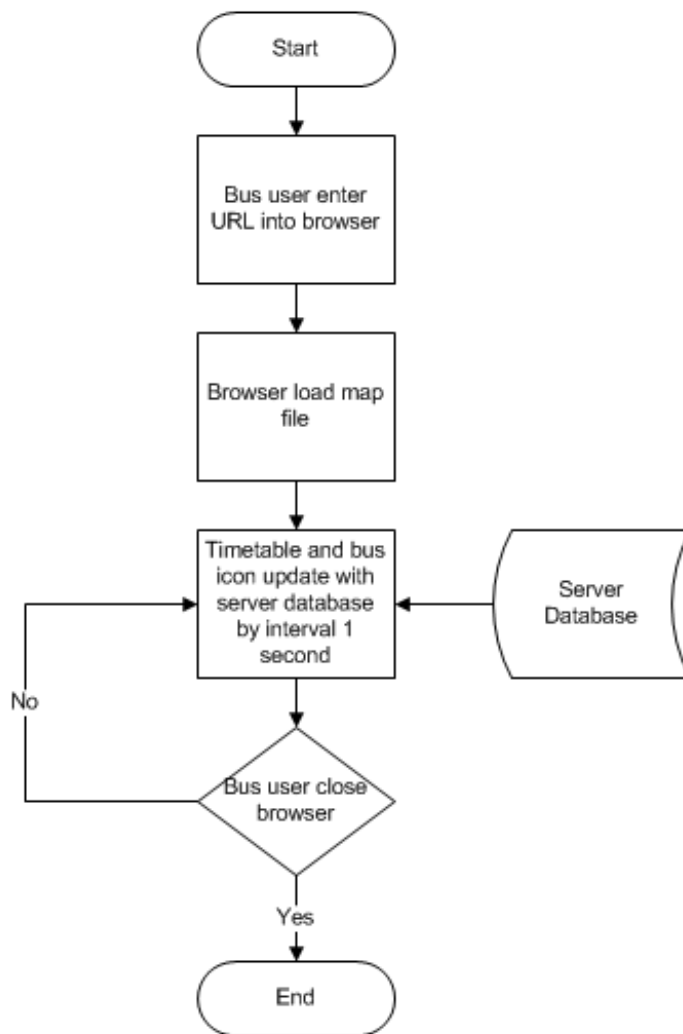 Start
Bus user enter
URL into browser
Browser load map
file
Timetable and bus
icon update with
server database
by interval 1
second
Server
Database
No
Bus user close
browser
Yes
End